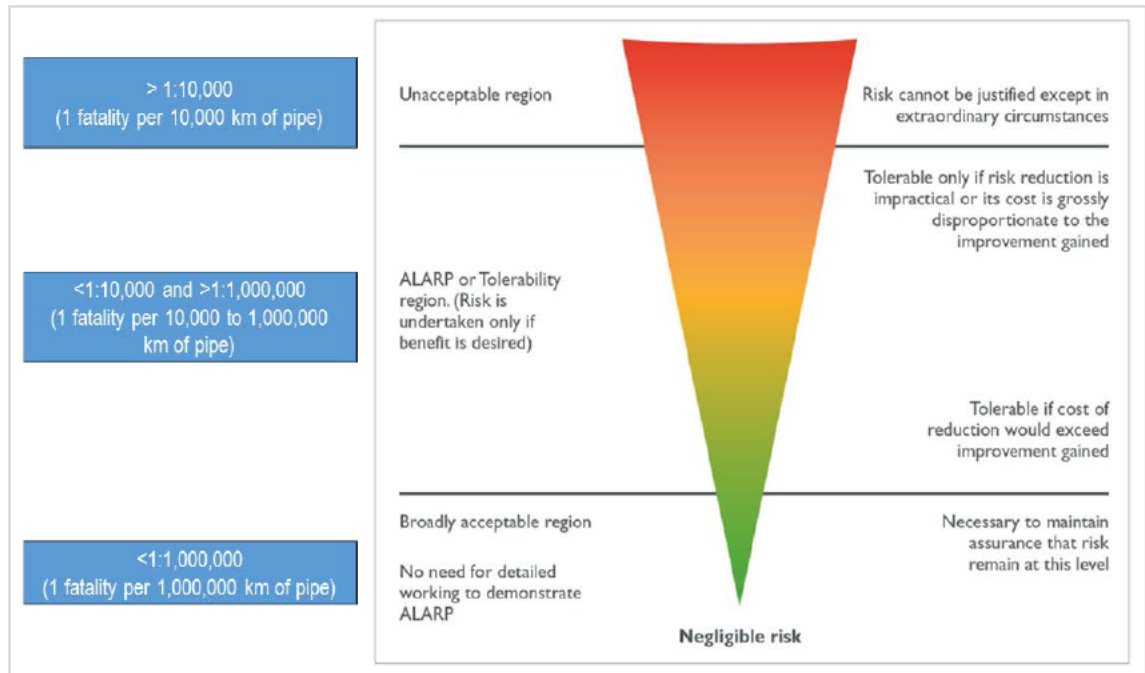 > 1:10,000
(1 fatality per 10,000 km of pipe)
Unacceptable region
Risk cannot be justified except in
extraordinary circumstances
Tolerable only if risk reduction is
impractical or its cost is grossly
disproportionate to the
improvement gained
<1:10,000 and >1:1,000,000
(1 fatality per 10,000 to 1,000,000
km of pipe)
ALARP or Tolerability
region. (Risk is
undertaken only if
benefit is desired)
Tolerable if cost of
reduction would exceed
improvement gained
<1:1,000,000
(1 fatality per 1,000,000 km of pipe)
Broadly acceptable region
No need for detailed
working to demonstrate
ALARP
Necessary to maintain
assurance that risk
remain at this level
Negligible risk